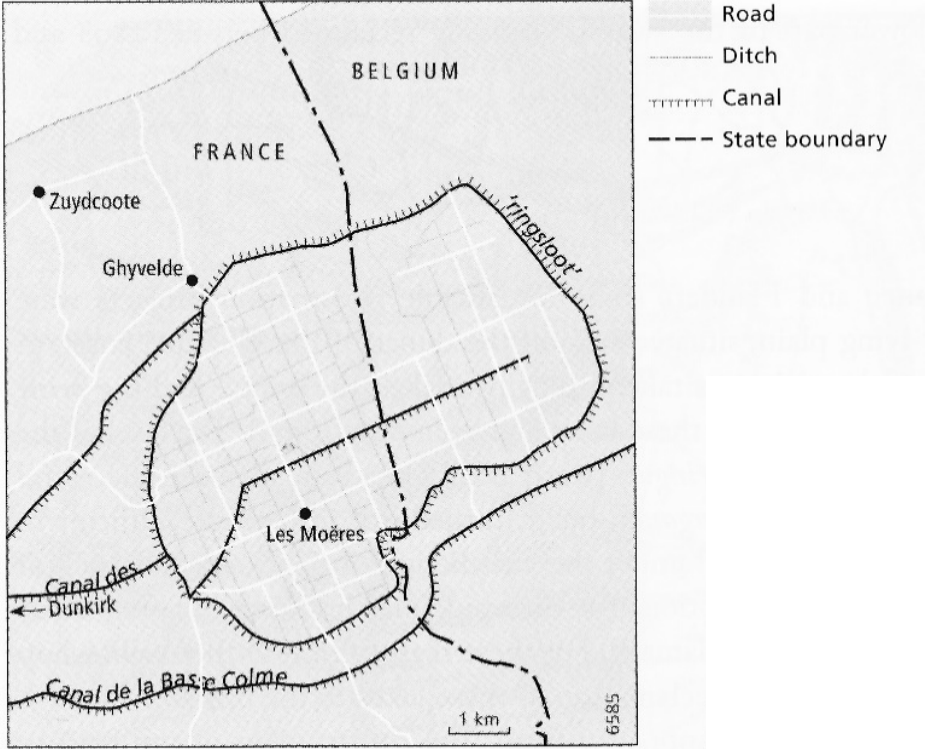 Road
Ditch
Canal
State boundary
BELGIUM
FRANCE
Zuydcoote
Ghyvelde
'ringsloot'
Les Moëres
Canal des
Dunkirk
Canal de la Basse Colme
1 km
6585